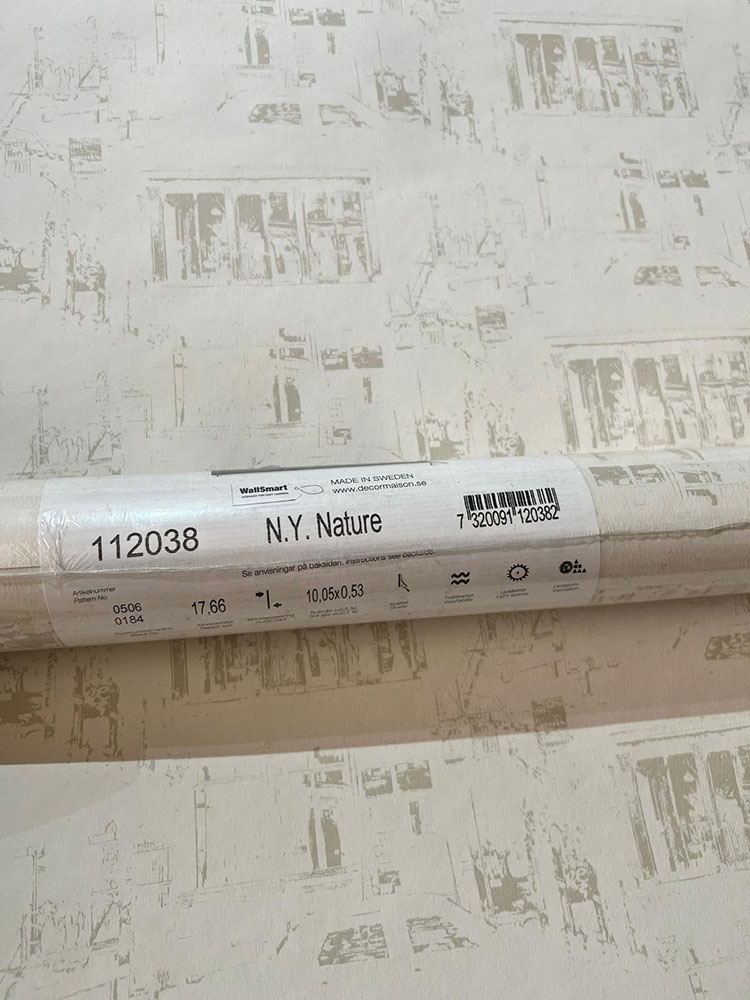 WallSmart
MADE IN SWEDEN
www.decormaison.se
112038
N.Y. Nature
7 320091 120382
Se anvisningar på baksidan. Instructions see backside.
Artikelnummer
Pattern No.
0506
0184
17,66
10,05x0,53